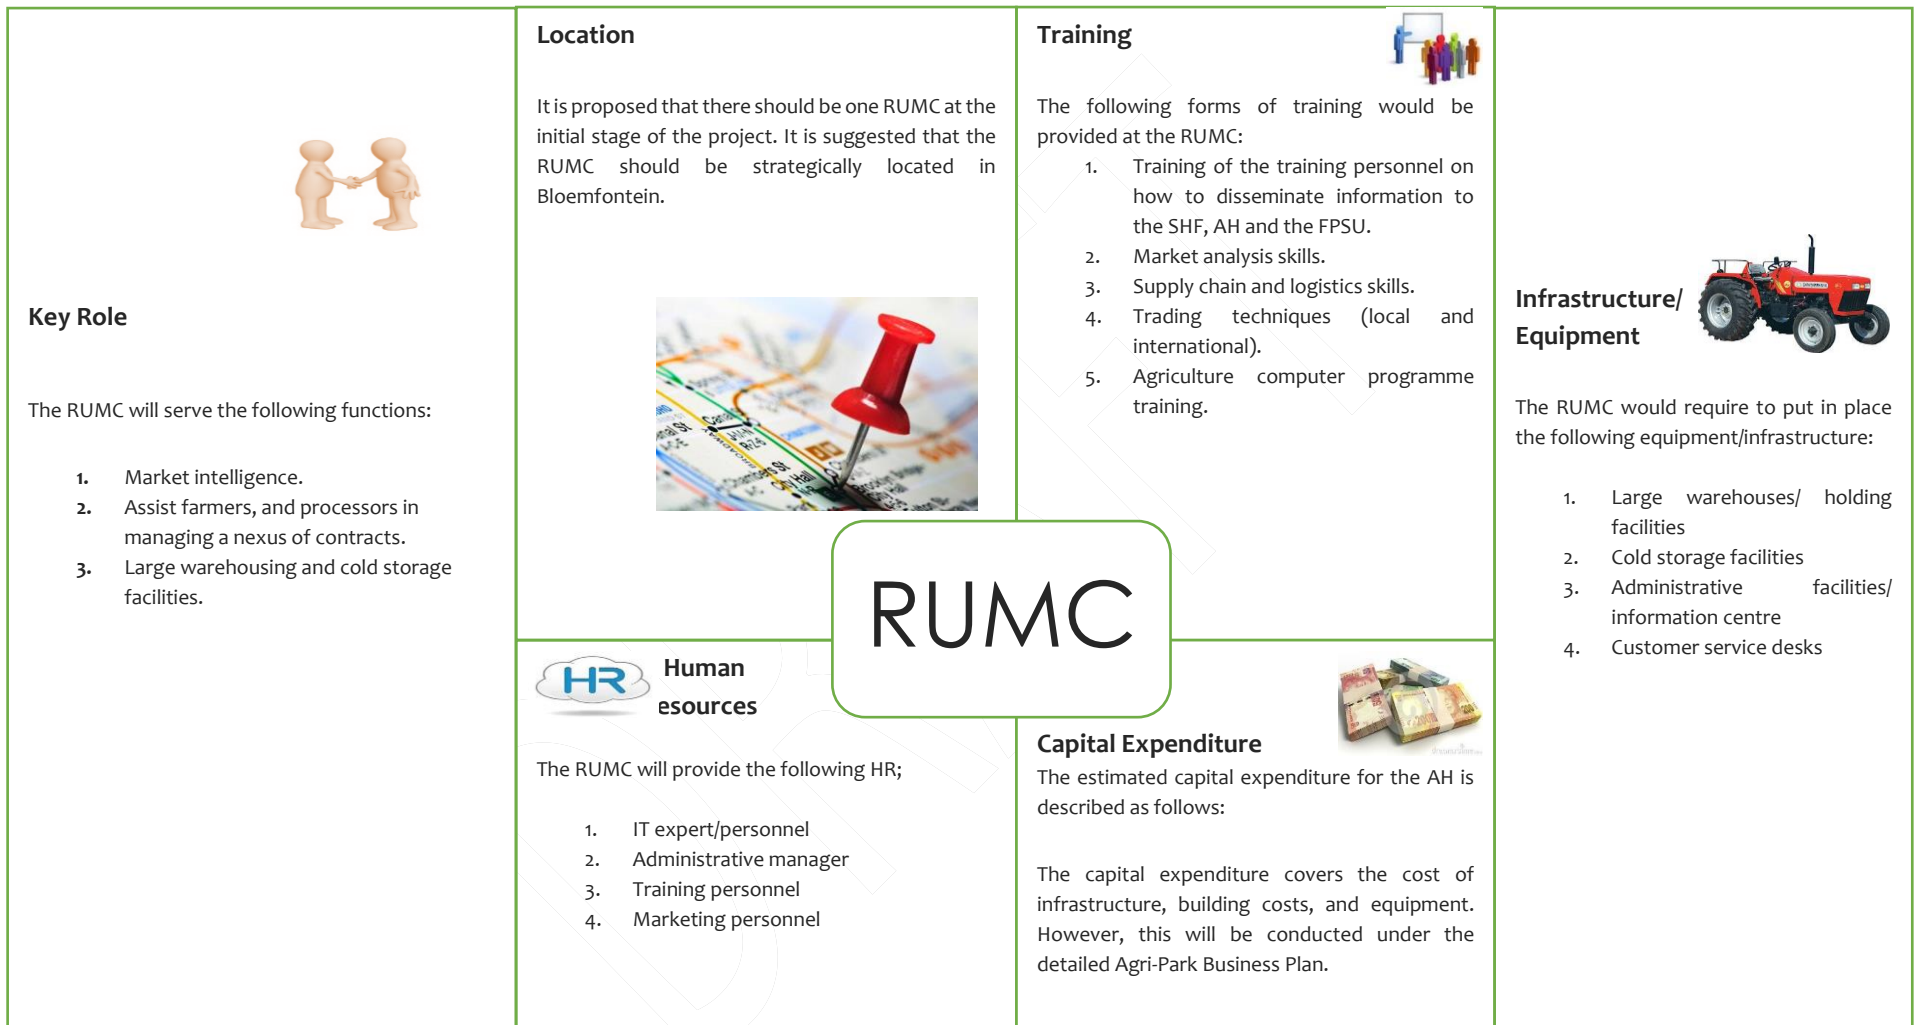 Key Role
The RUMC will serve the following functions:
1. Market intelligence.
2. Assist farmers, and processors in
managing a nexus of contracts.
3. Large warehousing and cold storage
facilities.
Location
It is proposed that there should be one RUMC at the
initial stage of the project. It is suggested that the
RUMC should be strategically located in
Bloemfontein.
Training
The following forms of training would be
provided at the RUMC:
1. Training of the training personnel on
how to disseminate information to
the SHF, AH and the FPSU.
2. Market analysis skills.
3. Supply chain and logistics skills.
4. Trading techniques (local and
international).
5. Agriculture computer programme
training.
Infrastructure/
Equipment
The RUMC would require to put in place
the following equipment/infrastructure:
1. Large warehouses/ holding
facilities
2. Cold storage facilities
3. Administrative facilities/
information centre
4. Customer service desks
RUMC
HR
Human
esources
The RUMC will provide the following HR;
1. IT expert/personnel
2. Administrative manager
3. Training personnel
4. Marketing personnel
Capital Expenditure
The estimated capital expenditure for the AH is
described as follows:
The capital expenditure covers the cost of
infrastructure, building costs, and equipment.
However, this will be conducted under the
detailed Agri-Park Business Plan.